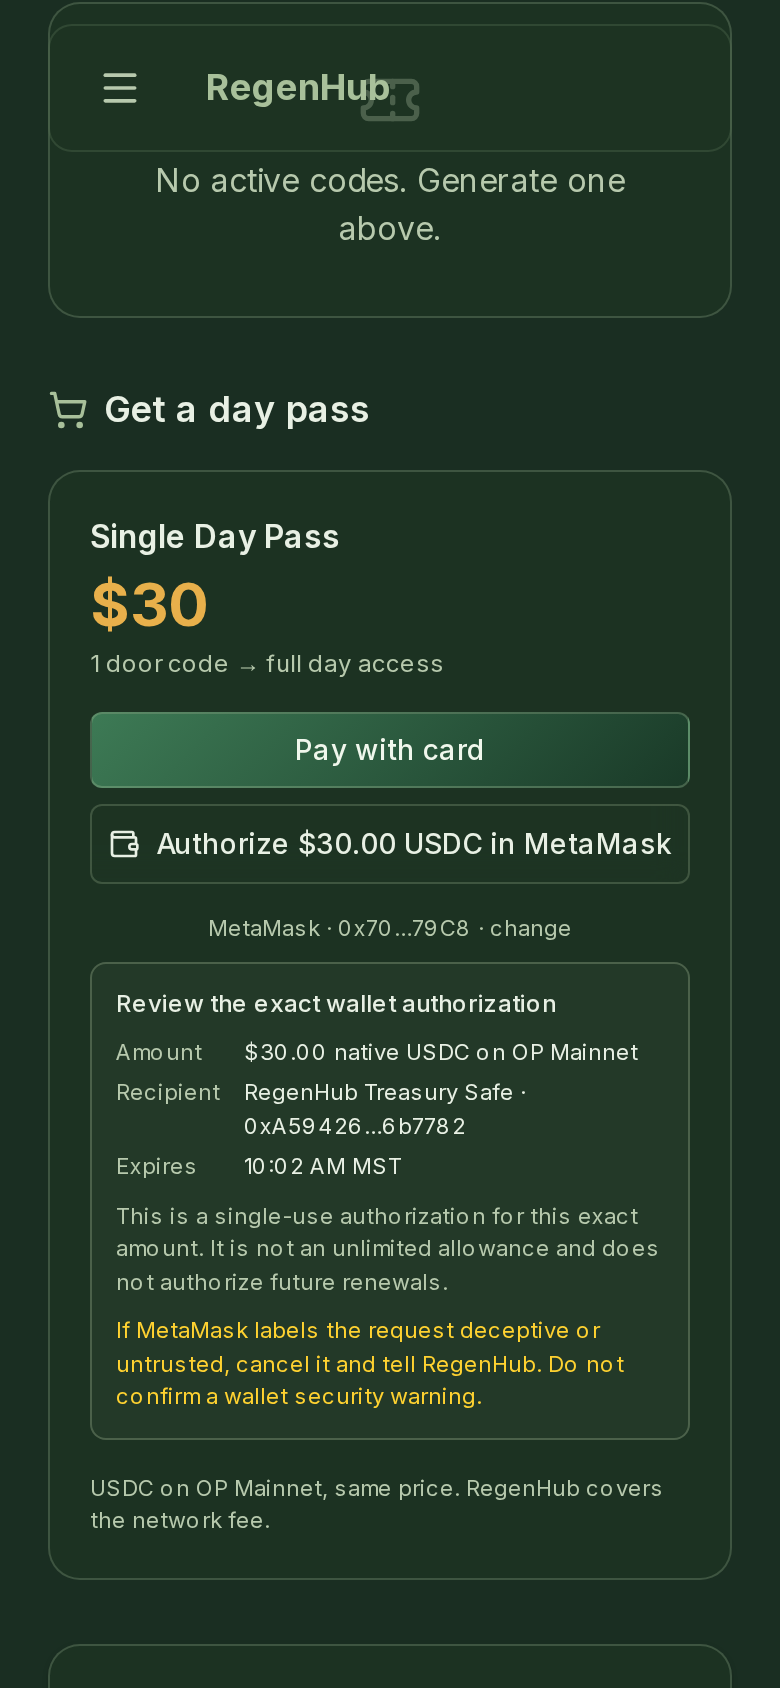 RegenHub
No active codes. Generate one
above.
Get a day pass
Single Day Pass
$30
1 door code → full day access
Pay with card
Authorize $30.00 USDC in MetaMask
MetaMask · 0x70…79C8 · change
Review the exact wallet authorization
Amount $30.00 native USDC on OP Mainnet
Recipient RegenHub Treasury Safe ·
0xA59426…6b7782
Expires 10:02 AM MST
This is a single-use authorization for this exact
amount. It is not an unlimited allowance and does
not authorize future renewals.
If MetaMask labels the request deceptive or
untrusted, cancel it and tell RegenHub. Do not
confirm a wallet security warning.
USDC on OP Mainnet, same price. RegenHub covers
the network fee.